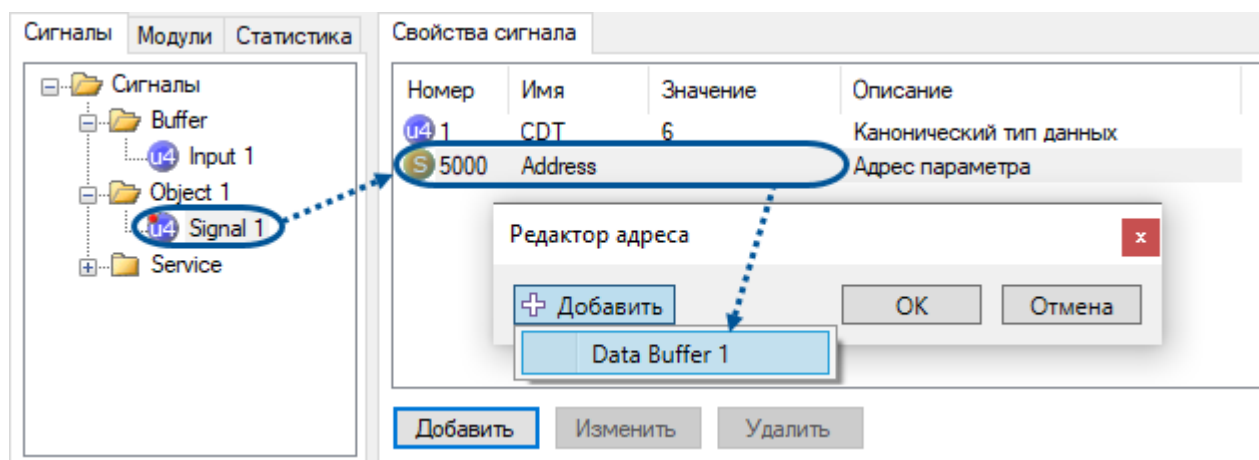 Сигналы Модули Статистика
Сигналы
Buffer
u4 Input 1
Object 1
u4 Signal 1
Service
Свойства сигнала
Номер Имя Значение Описание
u4 1 CDT 6 Канонический тип данных
S 5000 Address Адрес параметра
Редактор адреса x
Добавить OK Отмена
Data Buffer 1
Добавить Изменить Удалить